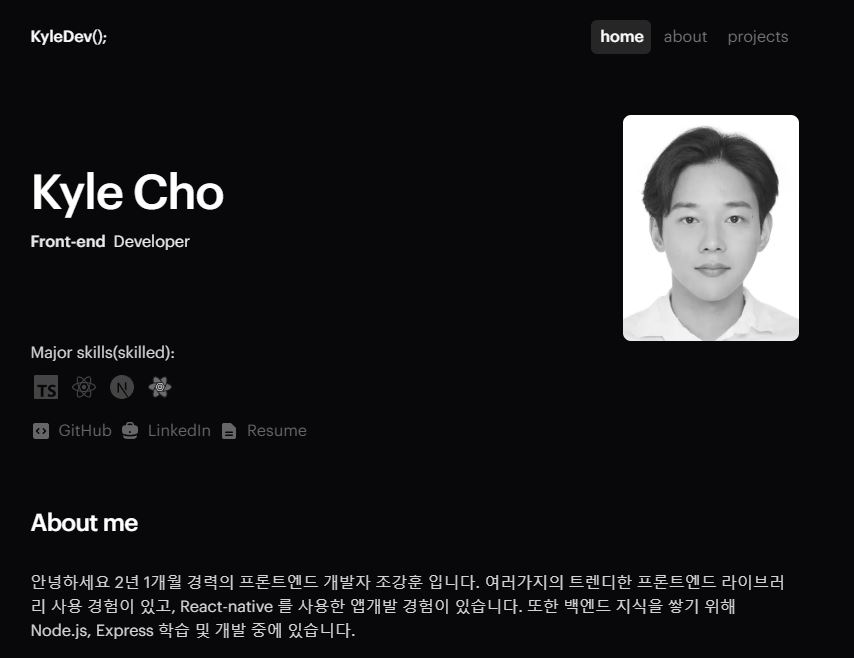 KyleDev();
home about projects
Kyle Cho
Front-end Developer
Major skills(skilled):
TS N
GitHub LinkedIn Resume
About me
안녕하세요 2년 1개월 경력의 프론트엔드 개발자 조강훈 입니다. 여러가지의 트렌디한 프론트엔드 라이브러
리 사용 경험이 있고, React-native 를 사용한 앱개발 경험이 있습니다. 또한 백엔드 지식을 쌓기 위해
Node.js, Express 학습 및 개발 중에 있습니다.